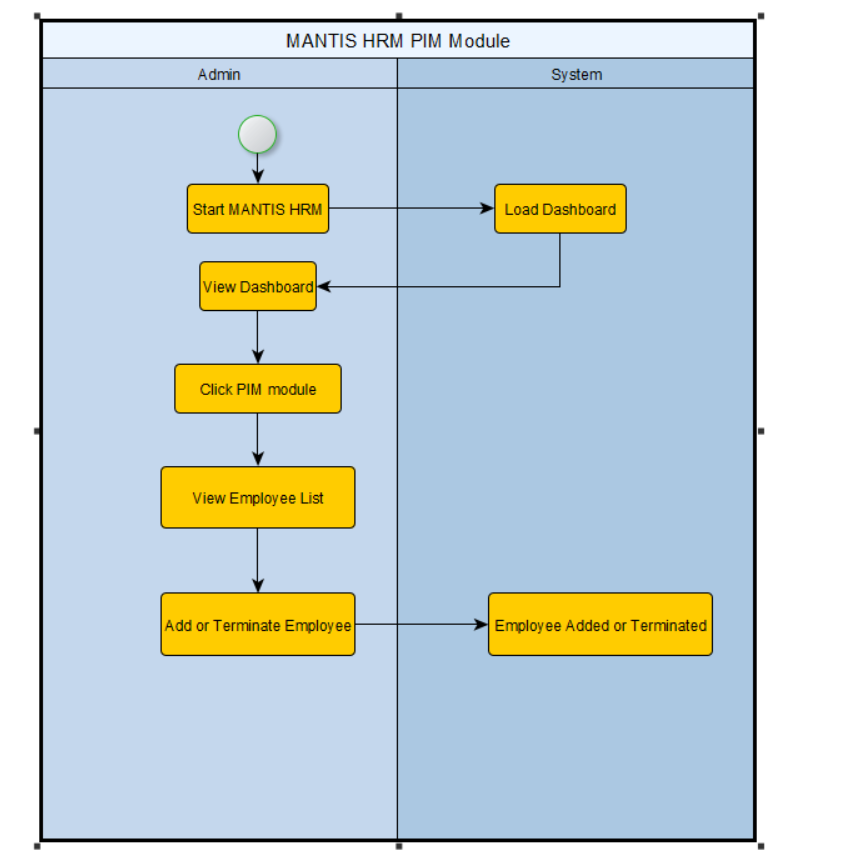 MANTIS HRM PIM Module
Admin
System
Start MANTIS HRM
Load Dashboard
View Dashboard
Click PIM module
View Employee List
Add or Terminate Employee
Employee Added or Terminated